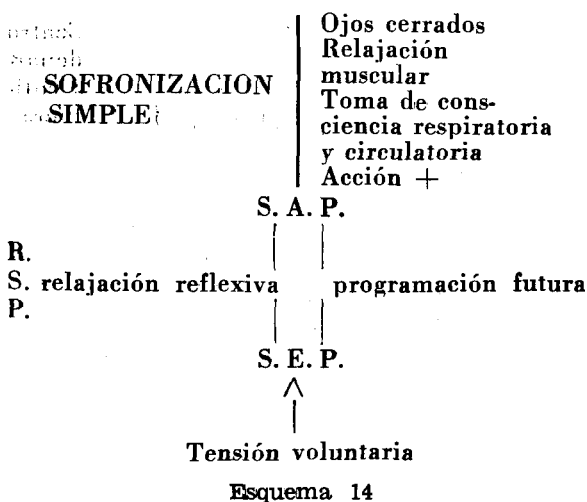 SOFRONIZACION
SIMPLE
Ojos cerrados
Relajación
muscular
Toma de cons-
ciencia respiratoria
y circulatoria
Acción +
S. A. P.
R.
S. relajación reflexiva programación futura
P.
S. E. P.
Tensión voluntaria
Esquema 14